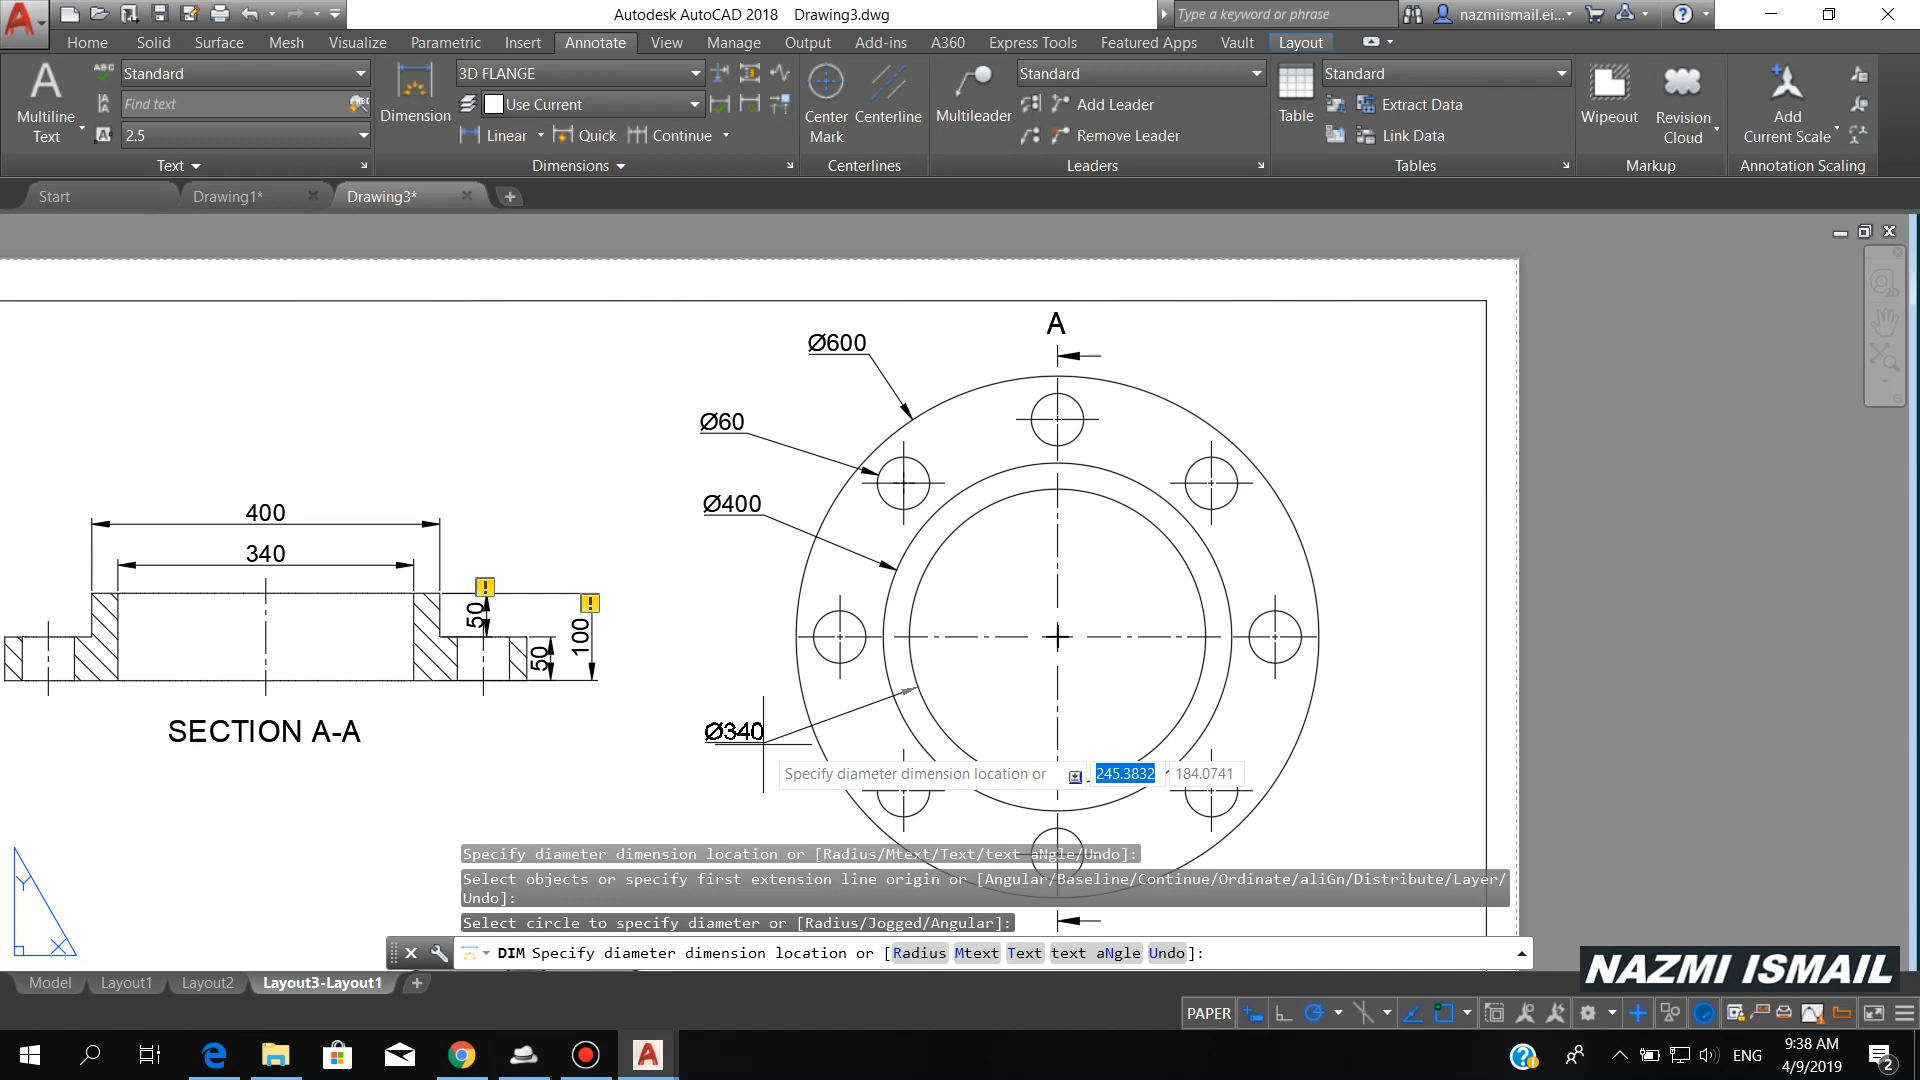 Autodesk AutoCAD 2018 Drawing3.dwg
Type a keyword or phrase
nazmiismail.ei...
Home Solid Surface Mesh Visualize Parametric Insert Annotate View Manage Output Add-ins A360 Express Tools Featured Apps Vault Layout
Standard
Find text
2.5
Multiline
Text
Text
Dimension
3D FLANGE
Use Current
Linear Quick Continue
Dimensions
Center
Mark
Centerline
Centerlines
Multileader
Standard
Add Leader
Remove Leader
Leaders
Table
Standard
Extract Data
Link Data
Tables
Wipeout
Revision
Cloud
Markup
Add
Current Scale
Annotation Scaling
Start Drawing1* Drawing3*
A
Ø600
Ø60
Ø400
Ø340
400
340
50
100
50
SECTION A-A
Y
X
Specify diameter dimension location or 245.3832 184.0741
Specify diameter dimension location or [Radius/Mtext/Text/text aNgle/Undo]:
Select objects or specify first extension line origin or [Angular/Baseline/Continue/Ordinate/aliGn/Distribute/Layer/
Undo]:
Select circle to specify diameter or [Radius/Jogged/Angular]:
DIM Specify diameter dimension location or [Radius Mtext Text text aNgle Undo]:
NAZMI ISMAIL
Model Layout1 Layout2 Layout3-Layout1
PAPER
ENG
9:38 AM
4/9/2019
2